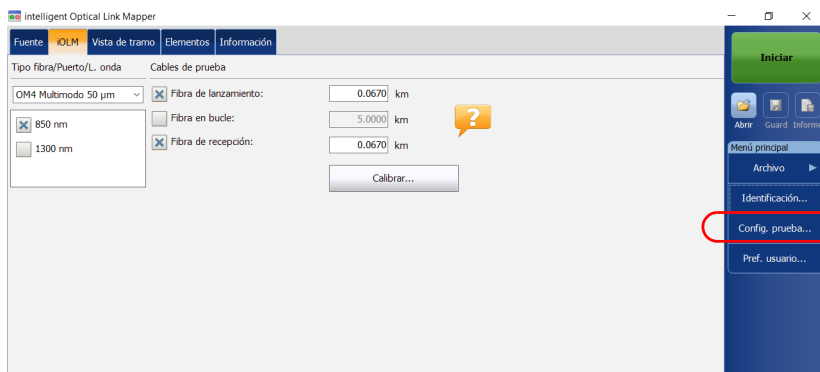 intelligent Optical Link Mapper
Fuente iOLM Vista de tramo Elementos Información
Tipo fibra/Puerto/L. onda Cables de prueba
OM4 Multimodo 50 µm
850 nm
1300 nm
Fibra de lanzamiento: 0.0670 km
Fibra en bucle: 5.0000 km
Fibra de recepción: 0.0670 km
?
Calibrar...
Iniciar
Abrir Guard Informe
Menú principal
Archivo
Identificación...
Config. prueba...
Pref. usuario...